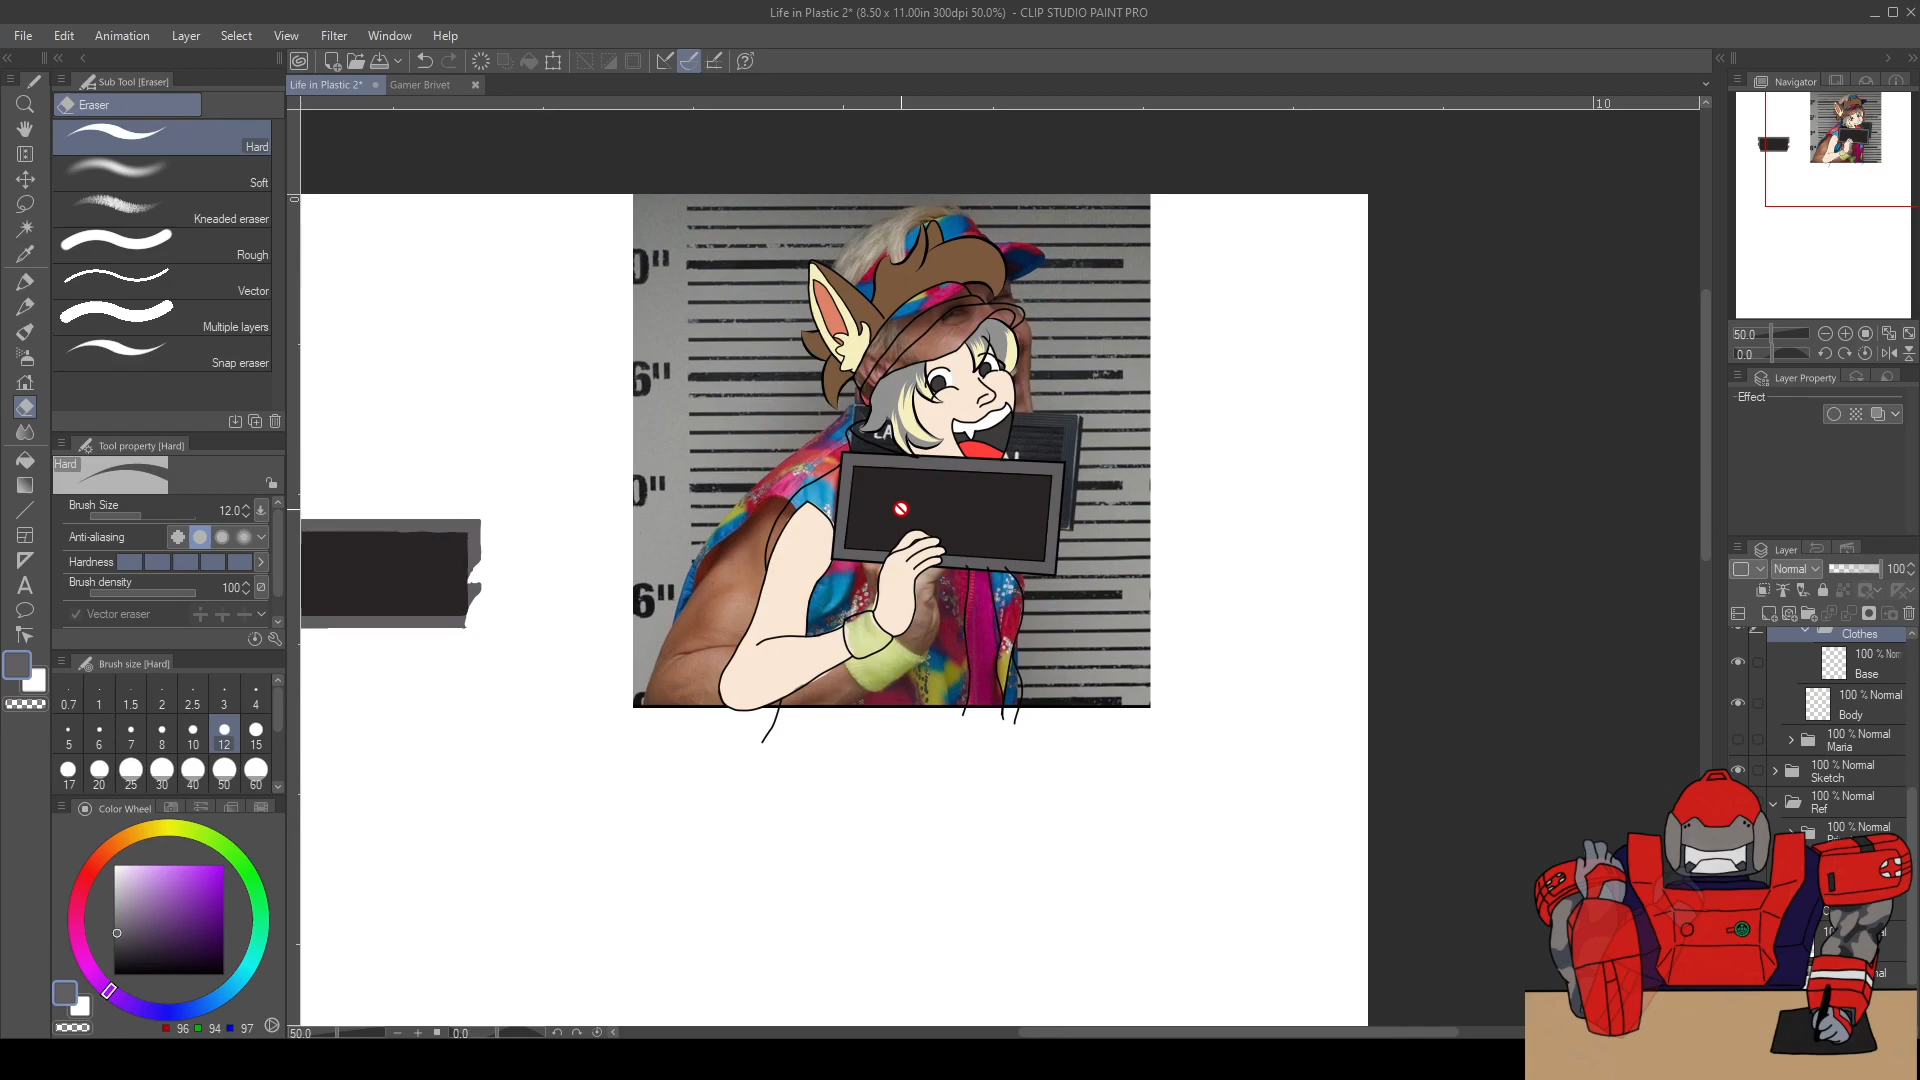 Life in Plastic 2* (8.50 x 11.00in 300dpi 50.0%) - CLIP STUDIO PAINT PRO
File Edit Animation Layer Select View Filter Window Help
Sub Tool [Eraser]
Life in Plastic 2* Gamer Brivet
Navigator
Eraser
10
0
Hard
Soft
Kneaded eraser
Rough
Vector
Multiple layers
Snap eraser
50.0
0.0
Layer Property
Effect
Tool property [Hard]
Hard
Brush Size 12.0
Anti-aliasing
Hardness
Brush density 100
Vector eraser
Layer
Normal 100
Clothes
Base
100 % Normal
Body
100 % Normal
Maria
100 % Normal
Sketch
100 % Normal
Ref
100 % Normal
Brush size [Hard]
0.7 1 1.5 2 2.5 3 4
5 6 7 8 10 12 15
17 20 25 30 40 50 60
Color Wheel
96 94 97
50.0 0.0
0"
6"
0"
6"